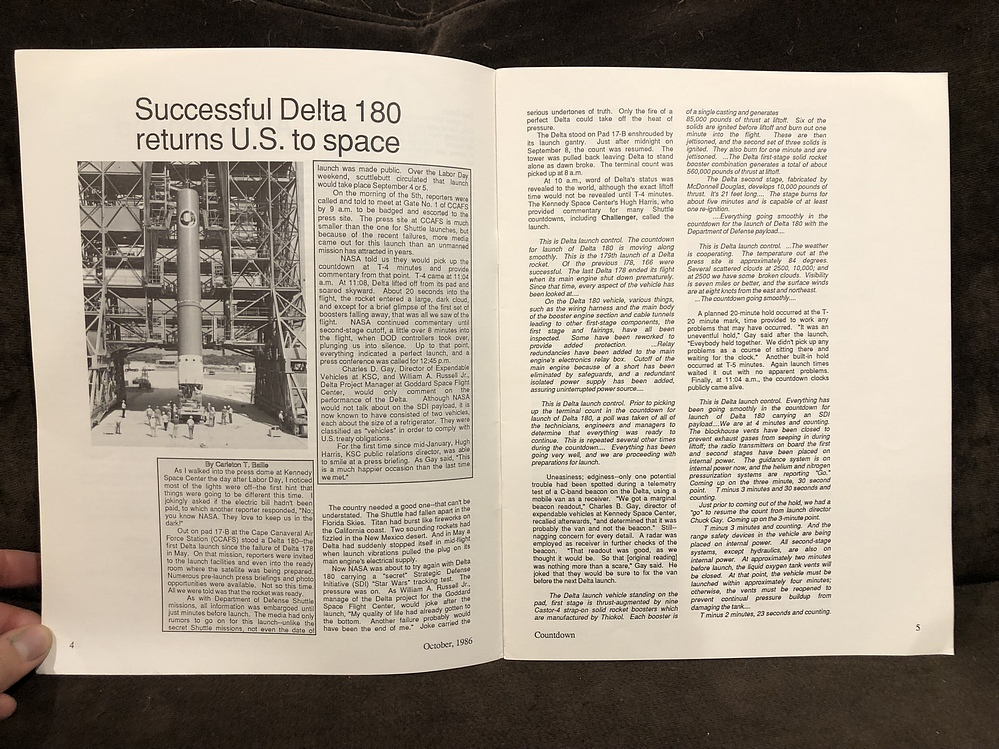 Successful Delta 180
returns U.S. to space
By Carleton T. Bailie
As I walked into the press dome at Kennedy
Space Center the day after Labor Day, I noticed
most of the lights were off--the first hint that
things were going to be different this time. I
jokingly asked if the electric bill hadn't been
paid, to which another reporter responded, "No;
you know NASA. They love to keep us in the
dark!"
Out on pad 17-B at the Cape Canaveral Air
Force Station (CCAFS) stood a Delta 180--the
first Delta launch since the failure of Delta 178
in May. On that mission, reporters were invited
to the launch facilities and even into the ready
room where the satellite was being prepared.
Numerous pre-launch press briefings and photo
opportunities were available. Not so this time.
All we were told was that the rocket was ready.
As with Department of Defense Shuttle
missions, all information was embargoed until
just minutes before launch. The media had only
rumors to go on for this launch--unlike the
secret Shuttle missions, not even the date of
launch was made public. Over the Labor Day
weekend, scuttlebutt circulated that launch
would take place September 4 or 5.
On the morning of the 5th, reporters were
called and told to meet at Gate No. 1 of CCAFS
by 9 a.m. to be badged and escorted to the
press site. The press site at CCAFS is much
smaller than the one for Shuttle launches, but
because of the recent failures, more media
came out for this launch than an unmanned
mission has attracted in years.
NASA told us they would pick up the
countdown at T-4 minutes and provide
commentary from that point. T-4 came at 11:04
a.m. At 11:08, Delta lifted off from its pad and
soared skyward. About 20 seconds into the
flight, the rocket entered a large, dark cloud,
and except for a brief glimpse of the first set of
boosters falling away, that was all we saw of the
flight.
NASA continued commentary until
second-stage cutoff, a little over 8 minutes into
the flight, when DOD controllers took over,
plunging us into silence. Up to that point,
everything indicated a perfect launch, and a
press conference was called for 12:45 p.m.
Charles D. Gay, Director of Expendable
Vehicles at KSC, and William A. Russell Jr.,
Delta Project Manager at Goddard Space Flight
Center, would only comment on the
performance of the Delta. Although NASA
would not talk about the SDI payload, it is
now known to have consisted of two vehicles,
each about the size of a refrigerator. They were
classified as "vehicles" in order to comply with
U.S. treaty obligations.
For the first time since mid-January, Hugh
Harris, KSC public relations director, was able
to smile at a press briefing. As Gay said, "This
is a much happier occasion than the last time
we met."
The country needed a good one--that can't be
understated. The Shuttle had fallen apart in the
Florida Skies. Titan had burst like fireworks on
the California coast. Two sounding rockets had
fizzled in the New Mexico desert. And in May a
Delta had suddenly stopped itself in mid-flight
when launch vibrations pulled the plug on its
main engine's electrical supply.
Now NASA was about to try again with Delta
180 carrying a "secret" Strategic Defense
Initiative (SDI) "Star Wars" tracking test. The
pressure was on. As William A. Russell Jr.,
manage of the Delta project for the Goddard
Space Flight Center, would joke after the
launch, "My quality of life had already gotten to
the bottom. Another failure probably would
have been the end of me." Joke carried the
4
October, 1986
serious undertones of truth. Only the fire of a
perfect Delta could take off the heat of
pressure.
The Delta stood on Pad 17-B enshrouded by
its launch gantry. Just after midnight on
September 8, the count was resumed. The
tower was pulled back leaving Delta to stand
alone as dawn broke. The terminal count was
picked up at 8 a.m.
At 10 a.m., word of Delta's status was
revealed to the world, although the exact liftoff
time would not be revealed until T-4 minutes.
The Kennedy Space Center's Hugh Harris, who
provided commentary for many Shuttle
countdowns, including Challenger, called the
launch.
This is Delta launch control. The countdown
for launch of Delta 180 is moving along
smoothly. This is the 179th launch of a Delta
rocket. Of the previous 178, 166 were
successful. The last Delta 178 ended its flight
when its main engine shut down prematurely.
Since that time, every aspect of the vehicle has
been looked at....
On the Delta 180 vehicle, various things,
such as the wiring harness and the main body
of the booster engine section and cable tunnels
leading to other first-stage components, the
first stage and fairings, have all been
inspected. Some have been reworked to
provide added protection. ...Relay
redundancies have been added to the main
engine's electronics relay box. Cutoff of the
main engine because of a short has been
eliminated by safeguards, and a redundant
isolated power supply has been added,
assuring uninterrupted power source....
This is Delta launch control. Prior to picking
up the terminal count in the countdown for
launch of Delta 180, a poll was taken of all of
the technicians, engineers and managers to
determine that everything was ready to
continue. This is repeated several other times
during the countdown.... Everything has been
going very well, and we are proceeding with
preparations for launch.
Uneasiness; edginess--only one potential
trouble had been spotted during a telemetry
test of a C-band beacon on the Delta, using a
mobile van as a receiver. "We got a marginal
beacon readout," Charles B. Gay, director of
expendable vehicles at Kennedy Space Center,
recalled afterwards, "and determined that it was
probably the van and not the beacon." Still--
nagging concern for every detail. A radar was
employed as receiver in further checks of the
beacon. "That readout was good, as we
thought it would be. So that [original reading]
was nothing more than a scare," Gay said. He
joked that they would be sure to fix the van
before the next Delta launch.
The Delta launch vehicle standing on the
pad, first stage is thrust-augmented by nine
Castor-4 strap-on solid rocket boosters which
are manufactured by Thiokol. Each booster is
of a single casting and generates
85,000 pounds of thrust at liftoff. Six of the
solids are ignited before liftoff and burn out one
minute into the flight. These are then
jettisoned, and the second set of three solids is
ignited. They also burn for one minute and are
jettisoned. ...The Delta first-stage solid rocket
booster combination generates a total of about
560,000 pounds of thrust at liftoff.
The Delta second stage, fabricated by
McDonnell Douglas, develops 10,000 pounds of
thrust. It's 21 feet long.... The stage burns for
about five minutes and is capable of at least
one re-ignition.
....Everything going smoothly in the
countdown for the launch of Delta 180 with the
Department of Defense payload....
This is Delta launch control. ...The weather
is cooperating. The temperature out at the
press site is approximately 84 degrees.
Several scattered clouds at 2500, 10,000; and
at 2500 we have some broken clouds. Visibility
is seven miles or better, and the surface winds
are at eight knots from the east and northeast.
...The countdown going smoothly....
A planned 20-minute hold occurred at the T-
20 minute mark, time provided to work any
problems that may have occurred. "It was an
uneventful hold," Gay said after the launch,
"Everybody held together. We didn't pick up any
problems as a course of sitting there and
waiting for the clock." Another built-in hold
occurred at T-5 minutes. Again launch times
waited it out with no apparent problems.
Finally, at 11:04 a.m., the countdown clocks
publicly came alive.
This is Delta launch control. Everything has
been going smoothly in the countdown for
launch of Delta 180 carrying an SDI
payload....We are at 4 minutes and counting.
The blockhouse vents have been closed to
prevent exhaust gases from seeping in during
liftoff; the radio transmitters on board the first
and second stages have been placed on
internal power. The guidance system is on
internal power now, and the helium and nitrogen
pressurization systems are reporting "Go."
Coming up on the three minute, 30 second
point. T minus 3 minutes and 30 seconds and
counting.
Just prior to coming out of the hold, we had a
"go" to resume the count from launch director
Chuck Gay. Coming up on the 3-minute point.
T minus 3 minutes and counting. And the
range safety devices in the vehicle are being
placed on internal power. All second-stage
systems, except hydraulics, are also on
internal power. At approximately two minutes
before launch, the liquid oxygen tank vents will
be closed. At that point, the vehicle must be
launched within approximately four minutes;
otherwise, the vents must be reopened to
prevent continual pressure buildup from
damaging the tank....
T minus 2 minutes, 23 seconds and counting.
Countdown
5